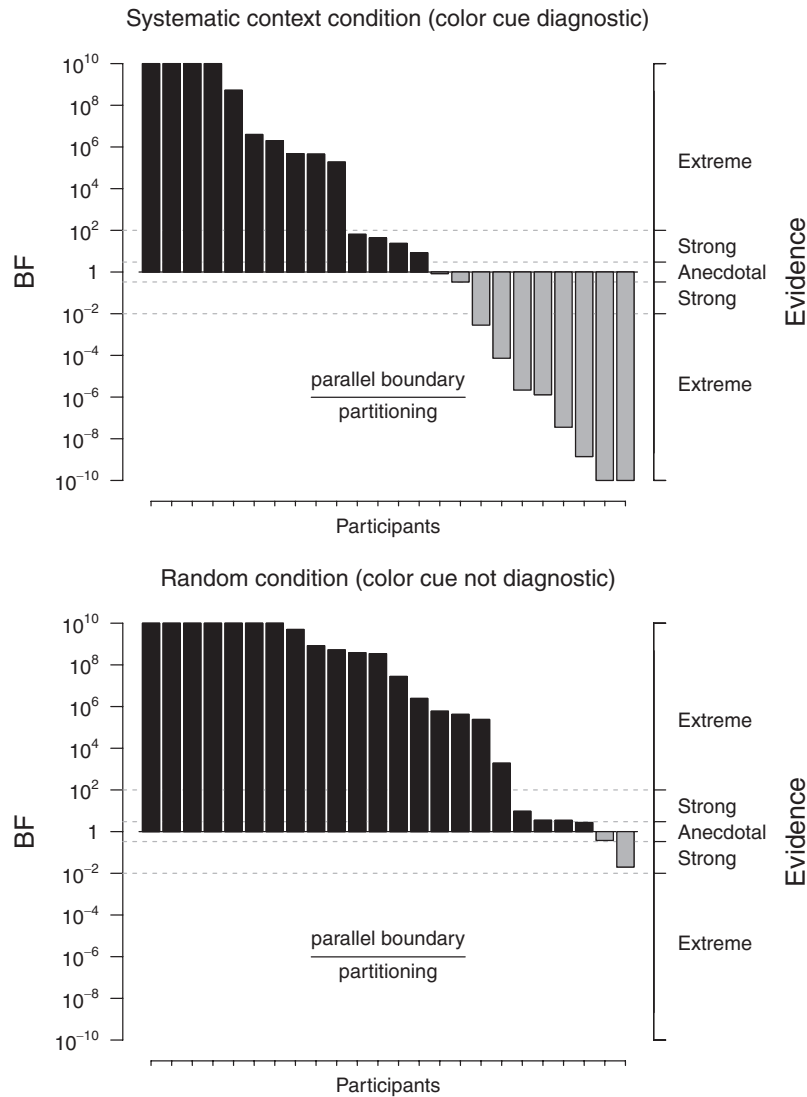 Systematic context condition (color cue diagnostic)
BF
10^10
10^8
10^6
10^4
10^2
1
10^−2
10^−4
10^−6
10^−8
10^−10
Extreme
Strong
Anecdotal
Strong
Extreme
Evidence
parallel boundary
partitioning
Participants
Random condition (color cue not diagnostic)
BF
10^10
10^8
10^6
10^4
10^2
1
10^−2
10^−4
10^−6
10^−8
10^−10
Extreme
Strong
Anecdotal
Strong
Extreme
Evidence
parallel boundary
partitioning
Participants